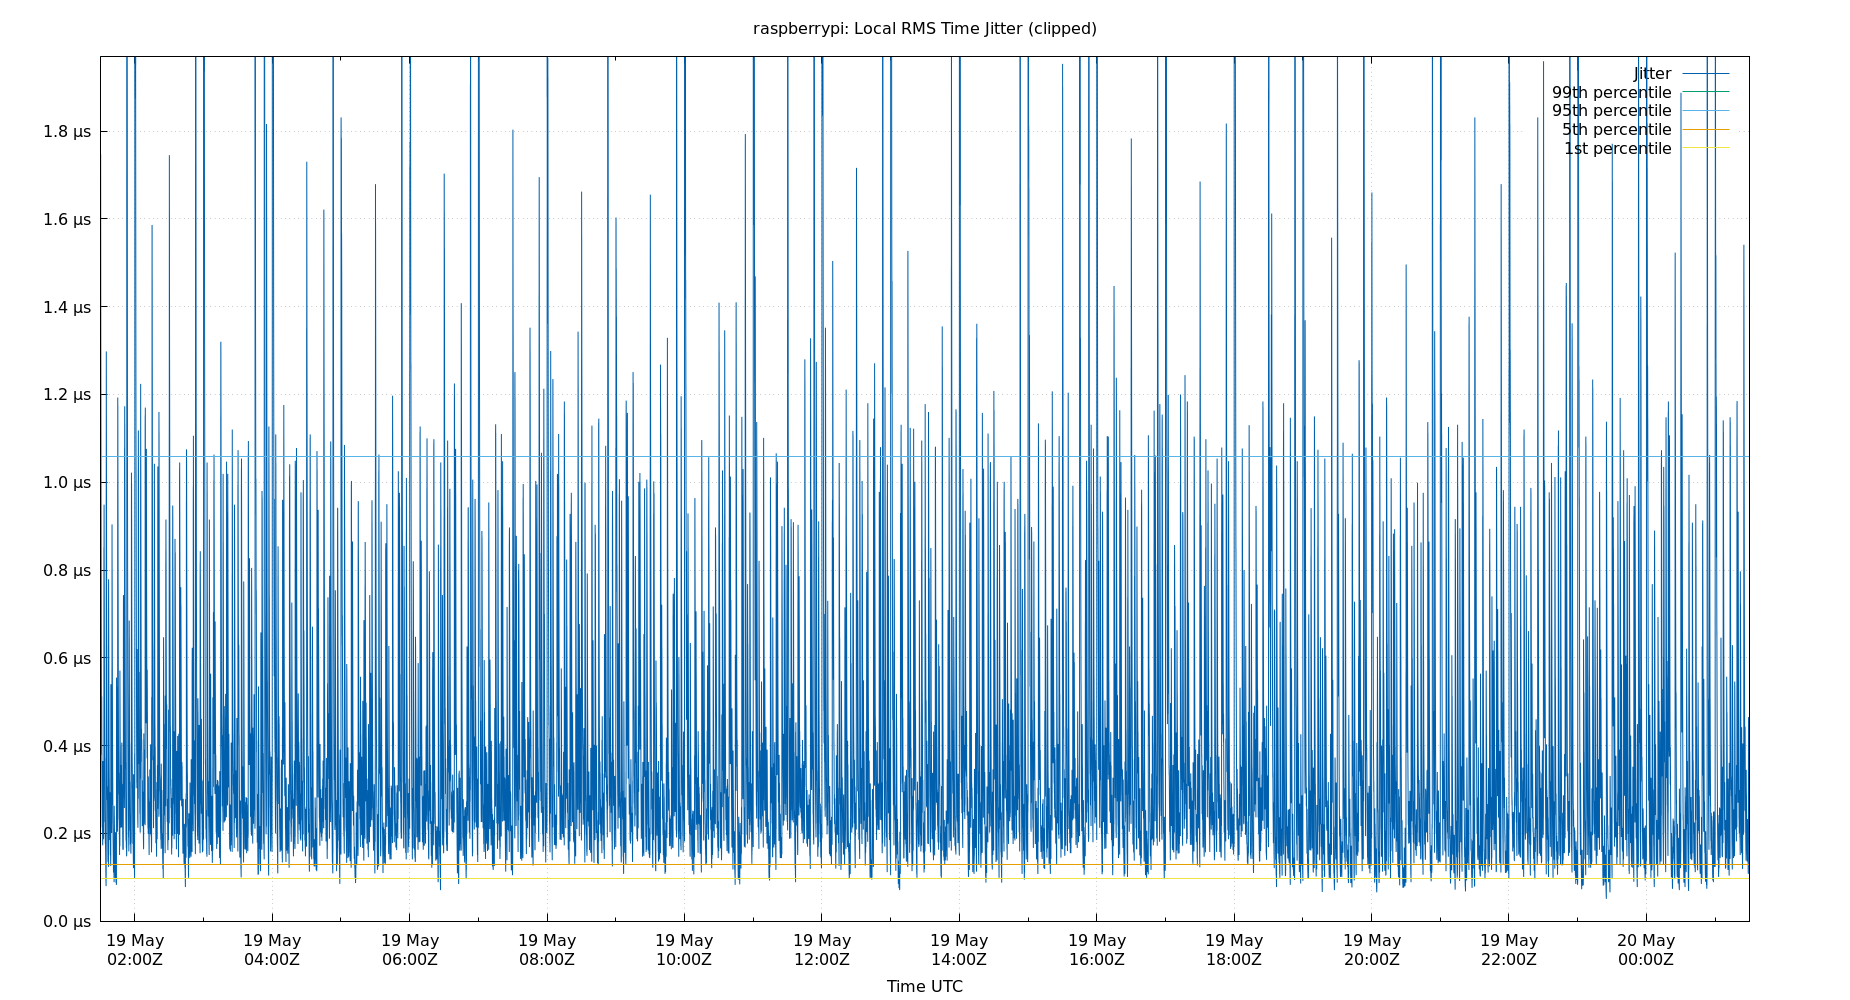 raspberrypi: Local RMS Time Jitter (clipped)
Jitter
99th percentile
95th percentile
5th percentile
1st percentile
1.8 µs
1.6 µs
1.4 µs
1.2 µs
1.0 µs
0.8 µs
0.6 µs
0.4 µs
0.2 µs
0.0 µs
19 May 19 May 19 May 19 May 19 May 19 May 19 May 19 May 19 May 19 May 19 May 20 May
02:00Z 04:00Z 06:00Z 08:00Z 10:00Z 12:00Z 14:00Z 16:00Z 18:00Z 20:00Z 22:00Z 00:00Z
Time UTC